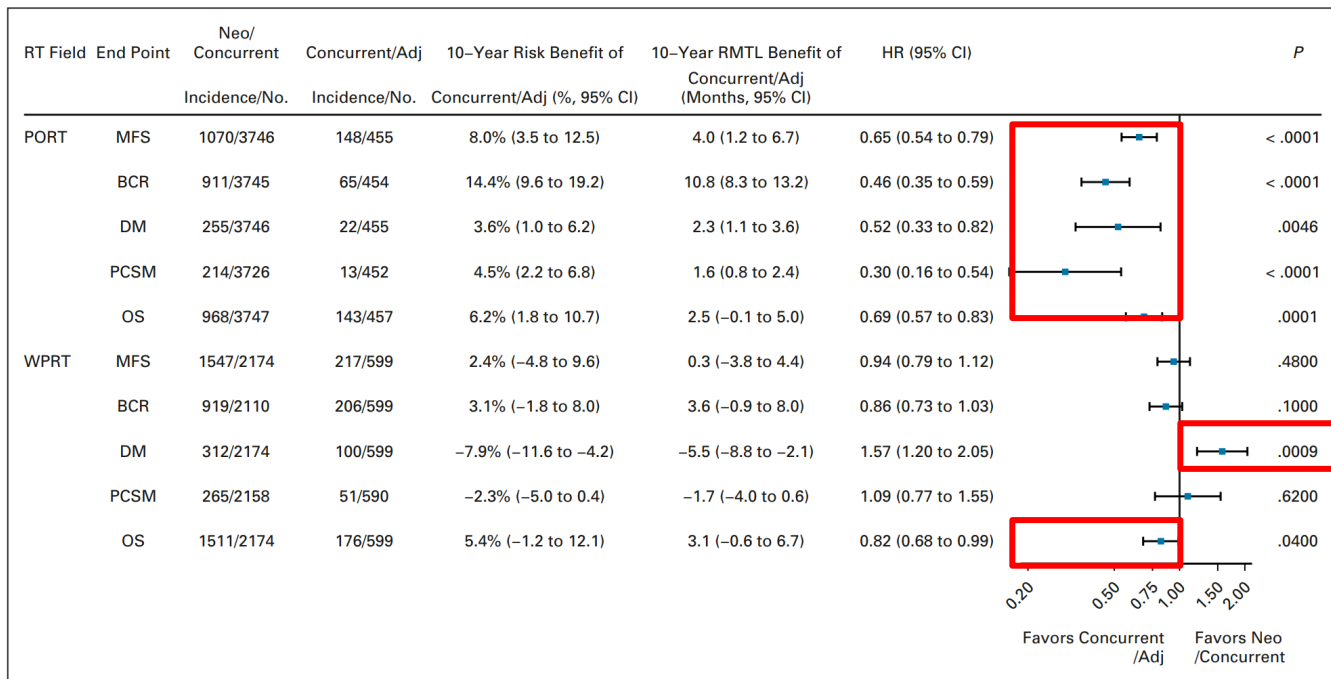 Neo/
RT Field End Point Concurrent Concurrent/Adj 10–Year Risk Benefit of 10–Year RMTL Benefit of HR (95% CI) P
Incidence/No. Incidence/No. Concurrent/Adj (%, 95% CI) Concurrent/Adj
(Months, 95% CI)
PORT MFS 1070/3746 148/455 8.0% (3.5 to 12.5) 4.0 (1.2 to 6.7) 0.65 (0.54 to 0.79) < .0001
BCR 911/3745 65/454 14.4% (9.6 to 19.2) 10.8 (8.3 to 13.2) 0.46 (0.35 to 0.59) < .0001
DM 255/3746 22/455 3.6% (1.0 to 6.2) 2.3 (1.1 to 3.6) 0.52 (0.33 to 0.82) .0046
PCSM 214/3726 13/452 4.5% (2.2 to 6.8) 1.6 (0.8 to 2.4) 0.30 (0.16 to 0.54) < .0001
OS 968/3747 143/457 6.2% (1.8 to 10.7) 2.5 (−0.1 to 5.0) 0.69 (0.57 to 0.83) .0001
WPRT MFS 1547/2174 217/599 2.4% (−4.8 to 9.6) 0.3 (−3.8 to 4.4) 0.94 (0.79 to 1.12) .4800
BCR 919/2110 206/599 3.1% (−1.8 to 8.0) 3.6 (−0.9 to 8.0) 0.86 (0.73 to 1.03) .1000
DM 312/2174 100/599 −7.9% (−11.6 to −4.2) −5.5 (−8.8 to −2.1) 1.57 (1.20 to 2.05) .0009
PCSM 265/2158 51/590 −2.3% (−5.0 to 0.4) −1.7 (−4.0 to 0.6) 1.09 (0.77 to 1.55) .6200
OS 1511/2174 176/599 5.4% (−1.2 to 12.1) 3.1 (−0.6 to 6.7) 0.82 (0.68 to 0.99) .0400
0.20 0.50 0.75 1.00 1.50 2.00
Favors Concurrent Favors Neo
/Adj /Concurrent